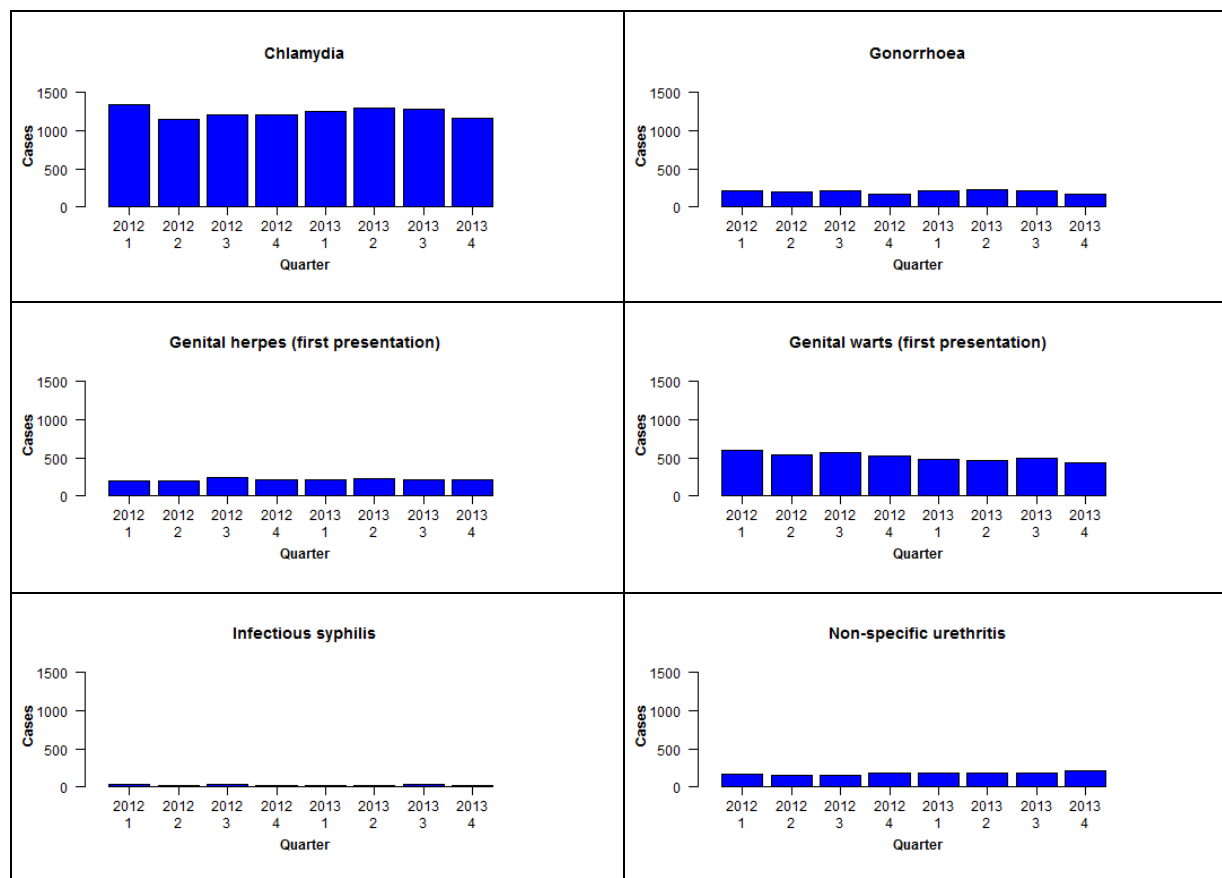 Chlamydia
Cases
1500
1000
500
0
2012 2012 2012 2012 2013 2013 2013 2013
1 2 3 4 1 2 3 4
Quarter
Gonorrhoea
Cases
1500
1000
500
0
2012 2012 2012 2012 2013 2013 2013 2013
1 2 3 4 1 2 3 4
Quarter
Genital herpes (first presentation)
Cases
1500
1000
500
0
2012 2012 2012 2012 2013 2013 2013 2013
1 2 3 4 1 2 3 4
Quarter
Genital warts (first presentation)
Cases
1500
1000
500
0
2012 2012 2012 2012 2013 2013 2013 2013
1 2 3 4 1 2 3 4
Quarter
Infectious syphilis
Cases
1500
1000
500
0
2012 2012 2012 2012 2013 2013 2013 2013
1 2 3 4 1 2 3 4
Quarter
Non-specific urethritis
Cases
1500
1000
500
0
2012 2012 2012 2012 2013 2013 2013 2013
1 2 3 4 1 2 3 4
Quarter